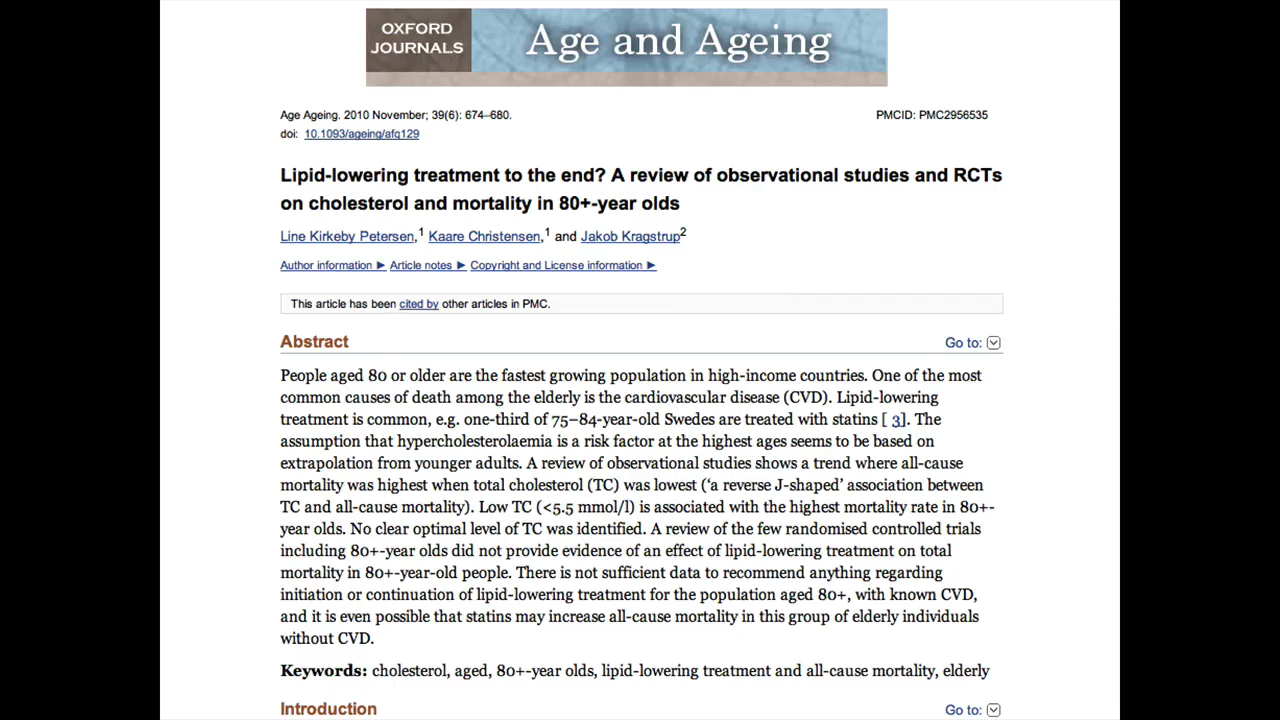 OXFORD
JOURNALS
Age and Ageing
Age Ageing. 2010 November; 39(6): 674–680.
PMCID: PMC2956535
doi: 10.1093/ageing/afq129
Lipid-lowering treatment to the end? A review of observational studies and RCTs
on cholesterol and mortality in 80+-year olds
Line Kirkeby Petersen,1 Kaare Christensen,1 and Jakob Kragstrup2
Author information ► Article notes ► Copyright and License information ►
This article has been cited by other articles in PMC.
Abstract
Go to:
People aged 80 or older are the fastest growing population in high-income countries. One of the most
common causes of death among the elderly is the cardiovascular disease (CVD). Lipid-lowering
treatment is common, e.g. one-third of 75–84-year-old Swedes are treated with statins [ 3]. The
assumption that hypercholesterolaemia is a risk factor at the highest ages seems to be based on
extrapolation from younger adults. A review of observational studies shows a trend where all-cause
mortality was highest when total cholesterol (TC) was lowest (‘a reverse J-shaped’ association between
TC and all-cause mortality). Low TC (<5.5 mmol/l) is associated with the highest mortality rate in 80+-
year olds. No clear optimal level of TC was identified. A review of the few randomised controlled trials
including 80+-year olds did not provide evidence of an effect of lipid-lowering treatment on total
mortality in 80+-year-old people. There is not sufficient data to recommend anything regarding
initiation or continuation of lipid-lowering treatment for the population aged 80+, with known CVD,
and it is even possible that statins may increase all-cause mortality in this group of elderly individuals
without CVD.
Keywords: cholesterol, aged, 80+-year olds, lipid-lowering treatment and all-cause mortality, elderly
Introduction
Go to: